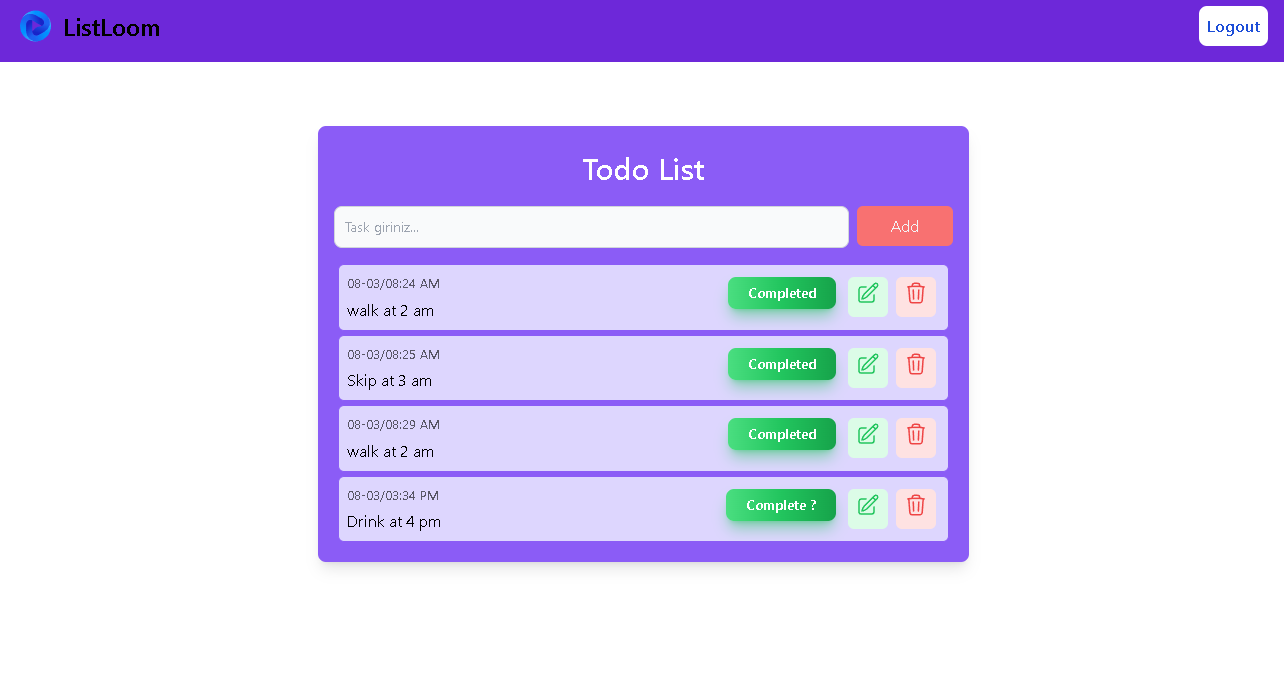 ListLoom
Logout
Todo List
Task giriniz...
Add
08-03/08:24 AM
walk at 2 am
Completed
08-03/08:25 AM
Skip at 3 am
Completed
08-03/08:29 AM
walk at 2 am
Completed
08-03/03:34 PM
Drink at 4 pm
Complete ?